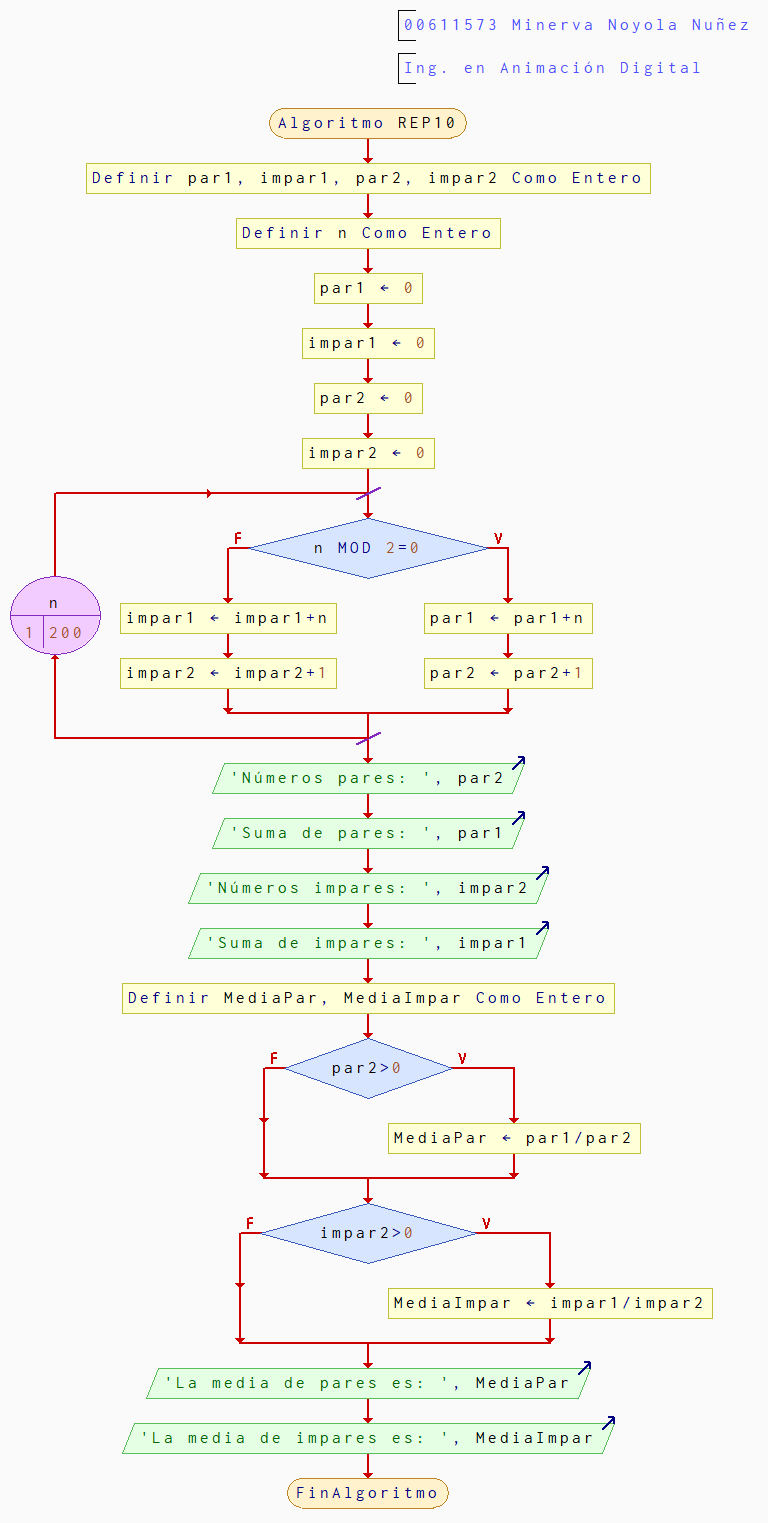 00611573 Minerva Noyola Nuñez
Ing. en Animación Digital
Algoritmo REP10
Definir par1, impar1, par2, impar2 Como Entero
Definir n Como Entero
par1 ← 0
impar1 ← 0
par2 ← 0
impar2 ← 0
F
V
n MOD 2=0
n
1 200
impar1 ← impar1+n
par1 ← par1+n
impar2 ← impar2+1
par2 ← par2+1
'Números pares: ', par2
'Suma de pares: ', par1
'Números impares: ', impar2
'Suma de impares: ', impar1
Definir MediaPar, MediaImpar Como Entero
F
V
par2>0
MediaPar ← par1/par2
F
V
impar2>0
MediaImpar ← impar1/impar2
'La media de pares es: ', MediaPar
'La media de impares es: ', MediaImpar
FinAlgoritmo